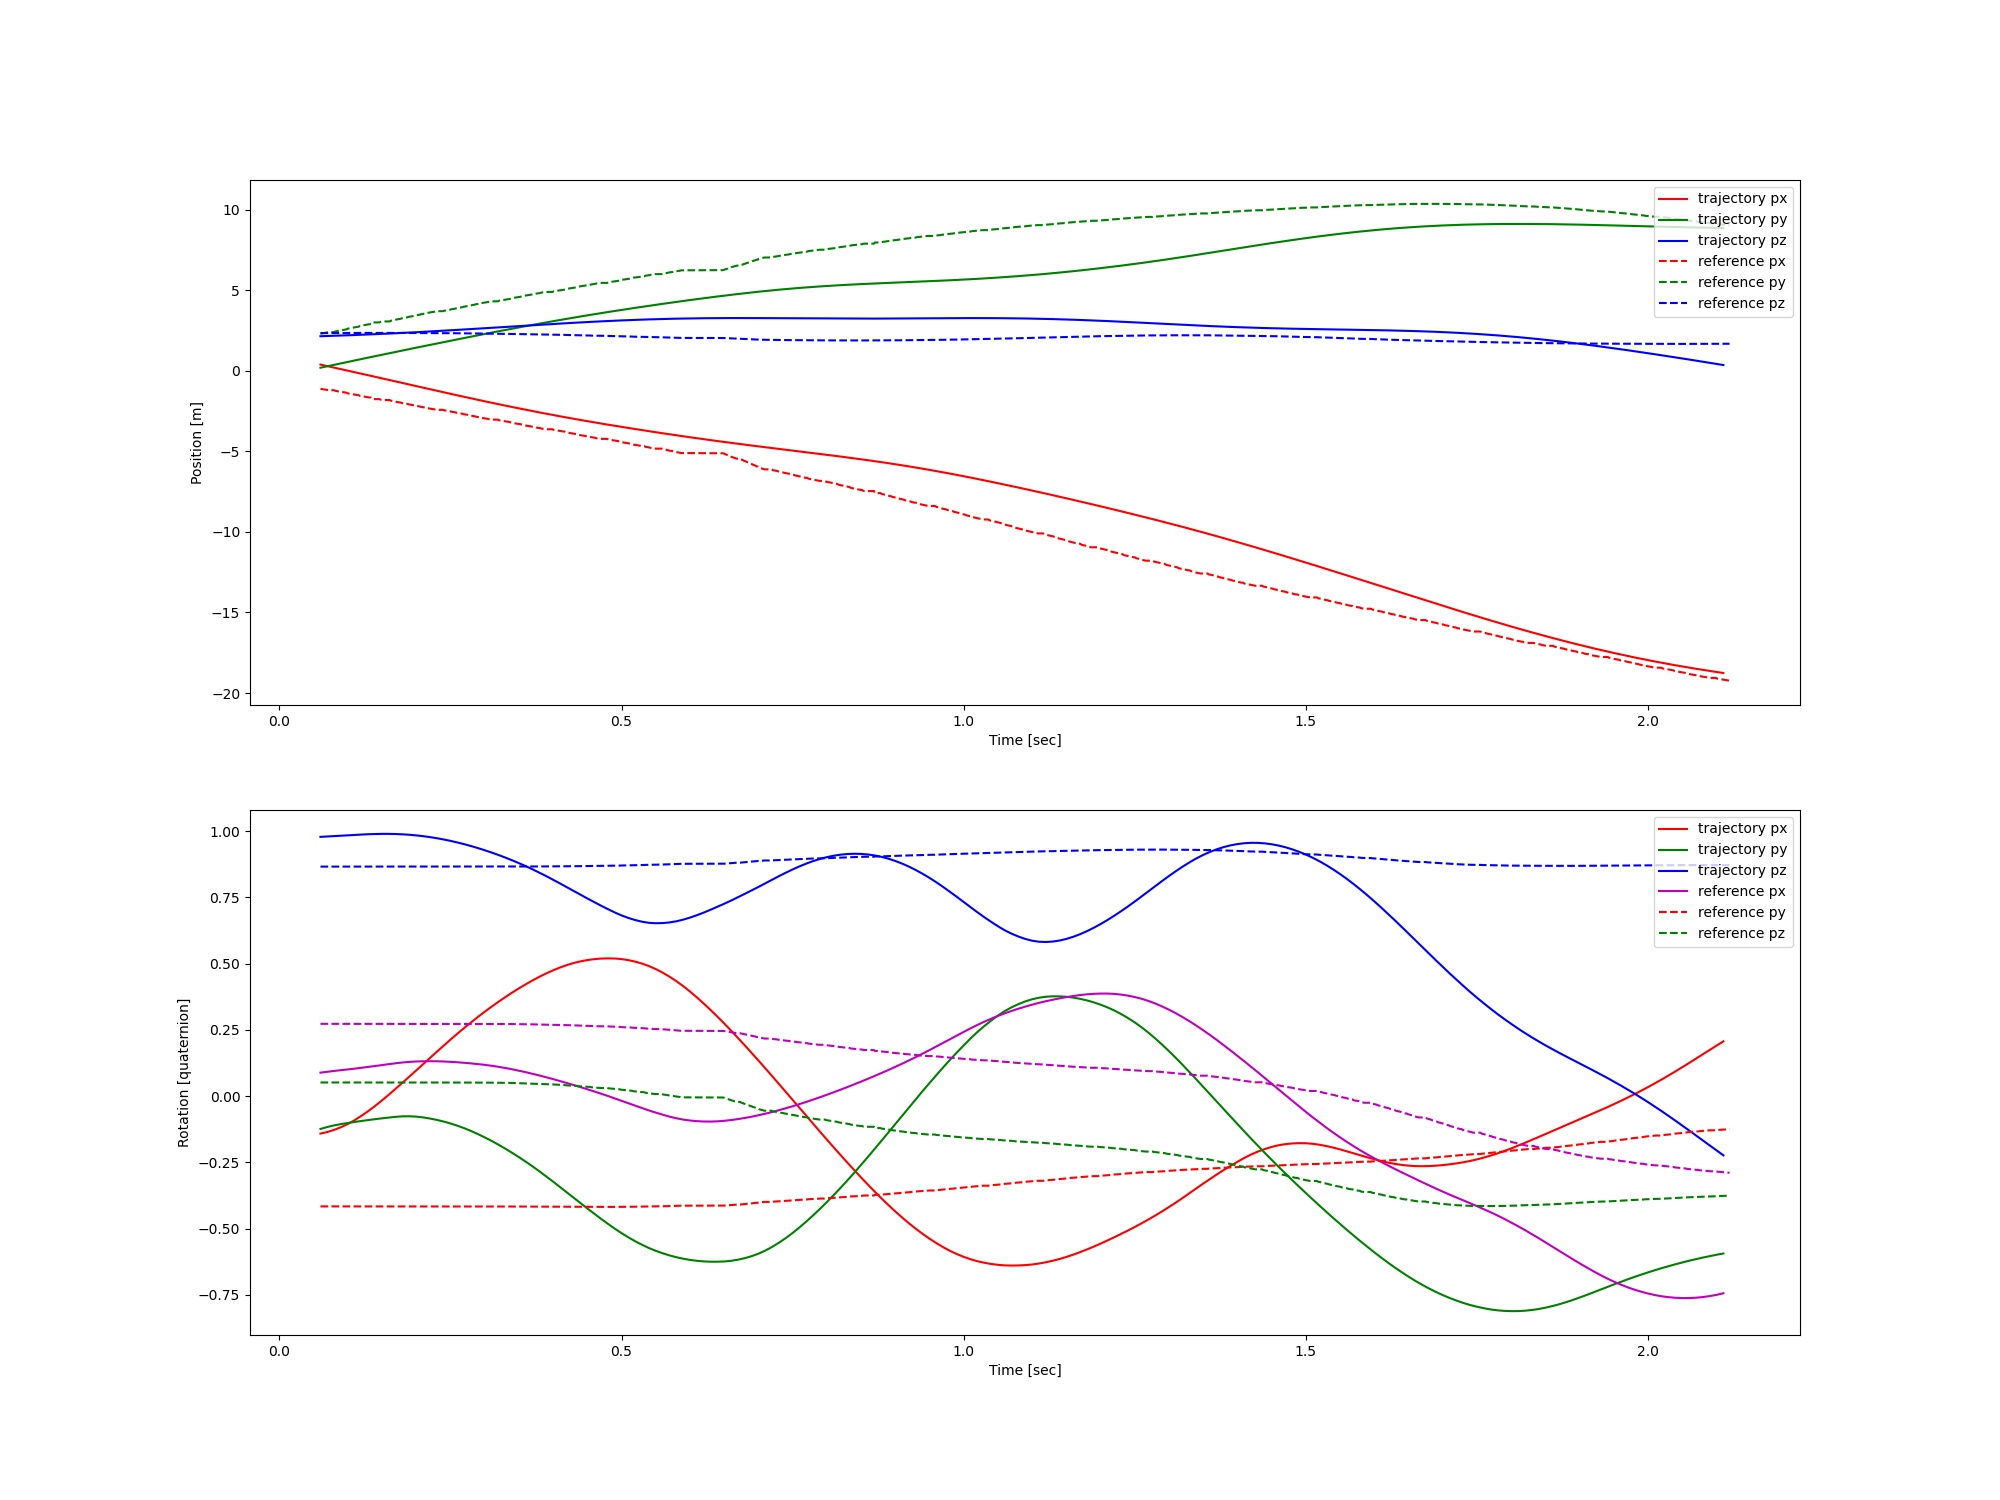 10
5
0
−5
−10
−15
−20
Position [m]
0.0 0.5 1.0 1.5 2.0
Time [sec]
trajectory px
trajectory py
trajectory pz
reference px
reference py
reference pz
1.00
0.75
0.50
0.25
0.00
−0.25
−0.50
−0.75
Rotation [quaternion]
0.0 0.5 1.0 1.5 2.0
Time [sec]
trajectory px
trajectory py
trajectory pz
reference px
reference py
reference pz